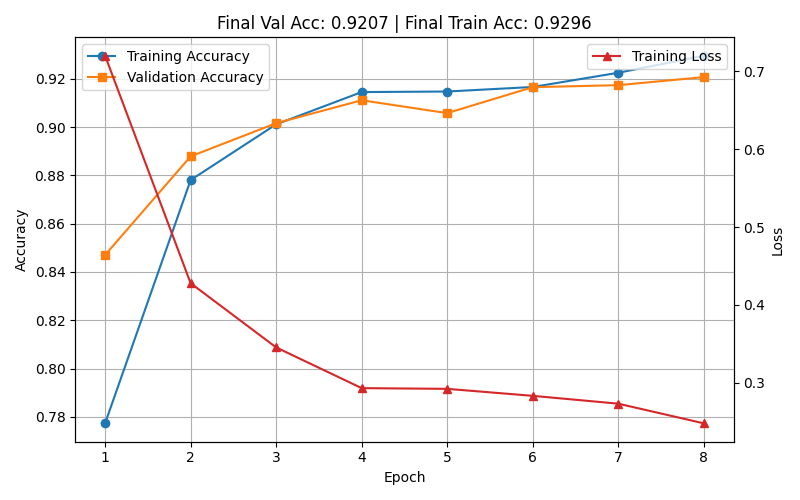 Final Val Acc: 0.9207 | Final Train Acc: 0.9296
Training Accuracy
Validation Accuracy
Training Loss
0.92
0.90
0.88
0.86
0.84
0.82
0.80
0.78
Accuracy
0.7
0.6
0.5
0.4
0.3
Loss
1 2 3 4 5 6 7 8
Epoch